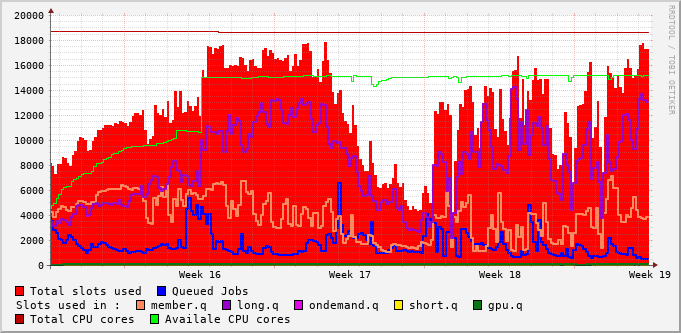 20000
18000
16000
14000
12000
10000
8000
6000
4000
2000
0
Week 16 Week 17 Week 18 Week 19
RRDTOOL / TOBI OETIKER
Total slots used Queued Jobs
Slots used in : member.q long.q ondemand.q short.q gpu.q
Total CPU cores Availale CPU cores